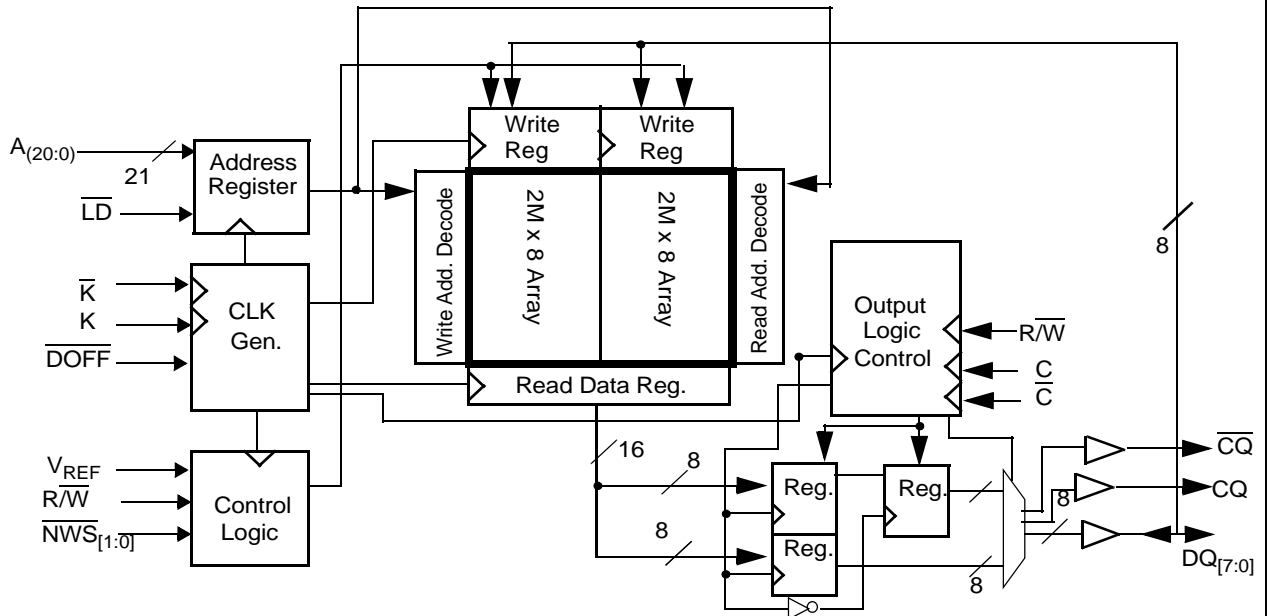 A(20:0)
21
LD
Address
Register
K
K
DOFF
CLK
Gen.
VREF
R/W
NWS[1:0]
Control
Logic
Write
Reg
Write
Reg
Write Add. Decode
2M x 8 Array
2M x 8 Array
Read Add. Decode
Read Data Reg.
16
8
8
Output
Logic
Control
R/W
C
C
Reg.
Reg.
Reg.
8
8
8
CQ
CQ
DQ[7:0]